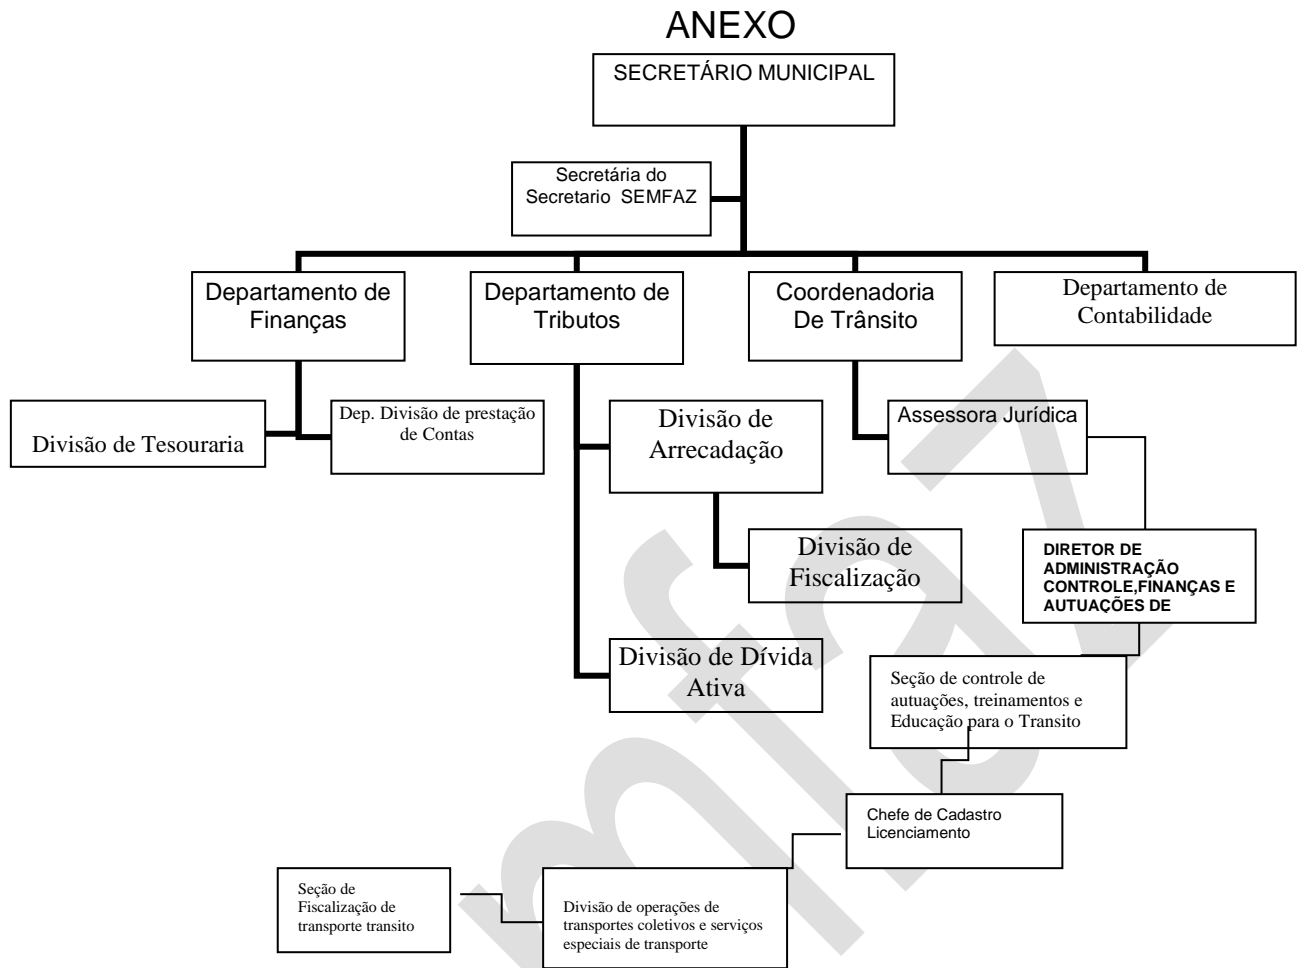 ANEXO
SECRETÁRIO MUNICIPAL
Secretária do
Secretario SEMFAZ
Departamento de
Finanças
Departamento de
Tributos
Coordenadoria
De Trânsito
Departamento de
Contabilidade
Divisão de Tesouraria
Dep. Divisão de prestação
de Contas
Divisão de
Arrecadação
Assessora Jurídica
Divisão de
Fiscalização
DIRETOR DE
ADMINISTRAÇÃO
CONTROLE,FINANÇAS E
AUTUAÇÕES DE
Divisão de Dívida
Ativa
Seção de controle de
autuações, treinamentos e
Educação para o Transito
Chefe de Cadastro
Licenciamento
Seção de
Fiscalização de
transporte transito
Divisão de operações de
transportes coletivos e serviços
especiais de transporte
mfaz